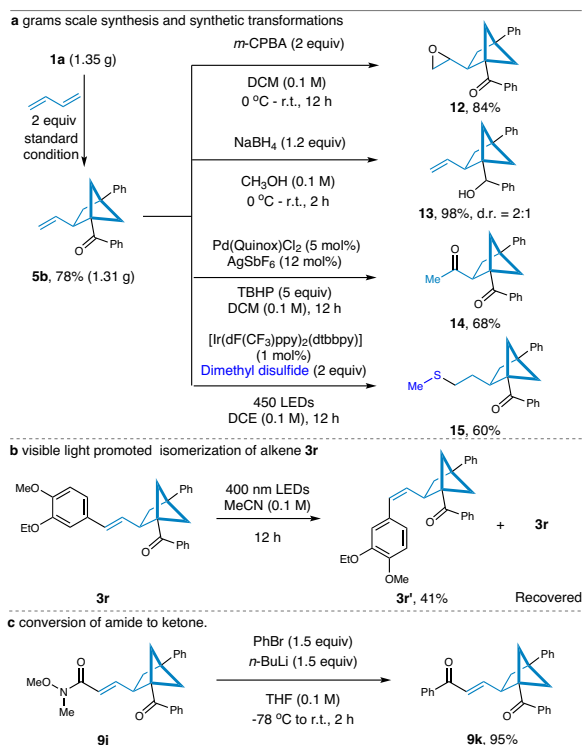 a grams scale synthesis and synthetic transformations
1a (1.35 g)
2 equiv
standard
condition
Ph
O
Ph
5b, 78% (1.31 g)
m-CPBA (2 equiv)
DCM (0.1 M)
0 °C - r.t., 12 h
O
Ph
O
Ph
12, 84%
NaBH4 (1.2 equiv)
CH3OH (0.1 M)
0 °C - r.t., 2 h
Ph
HO
Ph
13, 98%, d.r. = 2:1
Pd(Quinox)Cl2 (5 mol%)
AgSbF6 (12 mol%)
TBHP (5 equiv)
DCM (0.1 M), 12 h
O
Me
Ph
O
Ph
14, 68%
[Ir(dF(CF3)ppy)2(dtbbpy)]
(1 mol%)
Dimethyl disulfide (2 equiv)
450 LEDs
DCE (0.1 M), 12 h
Me
S
Ph
O
Ph
15, 60%
b visible light promoted isomerization of alkene 3r
MeO
EtO
Ph
O
Ph
3r
400 nm LEDs
MeCN (0.1 M)
12 h
Ph
O
Ph
EtO
OMe
3r', 41%
+
3r
Recovered
c conversion of amide to ketone.
O
MeO
N
Me
Ph
O
Ph
9j
PhBr (1.5 equiv)
n-BuLi (1.5 equiv)
THF (0.1 M)
-78 °C to r.t., 2 h
O
Ph
Ph
O
Ph
9k, 95%